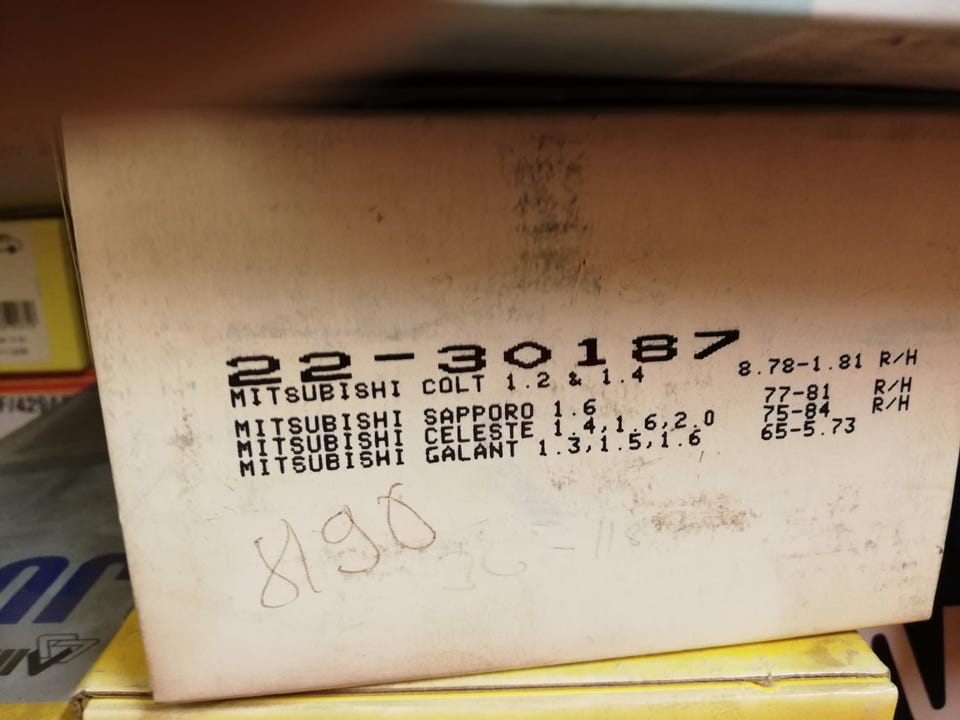 22-30187
MITSUBISHI COLT 1.2 & 1.4 8.78-1.81 R/H
MITSUBISHI SAPPORO 1.6 77-81 R/H
MITSUBISHI CELESTE 1.4,1.6,2.0 75-84 R/H
MITSUBISHI GALANT 1.3,1.5,1.6 65-5.73